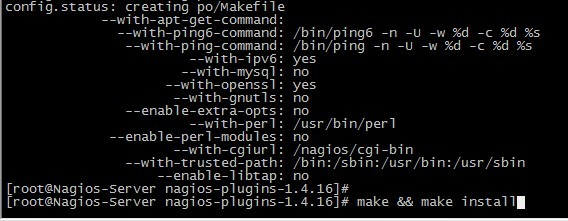 config.status: creating po/Makefile
--with-apt-get-command:
--with-ping6-command: /bin/ping6 -n -U -w %d -c %d %s
--with-ping-command: /bin/ping -n -U -w %d -c %d %s
--with-ipv6: yes
--with-mysql: no
--with-openssl: yes
--with-gnutls: no
--enable-extra-opts: no
--with-perl: /usr/bin/perl
--enable-perl-modules: no
--with-cgiurl: /nagios/cgi-bin
--with-trusted-path: /bin:/sbin:/usr/bin:/usr/sbin
--enable-libtap: no
[root@Nagios-Server nagios-plugins-1.4.16]#
[root@Nagios-Server nagios-plugins-1.4.16]# make && make install